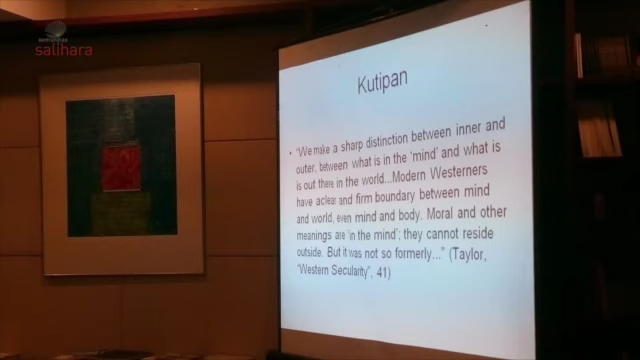 komunitas
salihara
Kutipan
• "We make a sharp distinction between inner and
outer, between what is in the 'mind' and what is
is out there in the world...Modern Westerners
have aclear and firm boundary between mind
and world, even mind and body. Moral and other
meanings are 'in the mind'; they cannot reside
outside. But it was not so formerly..." (Taylor,
"Western Secularity", 41)